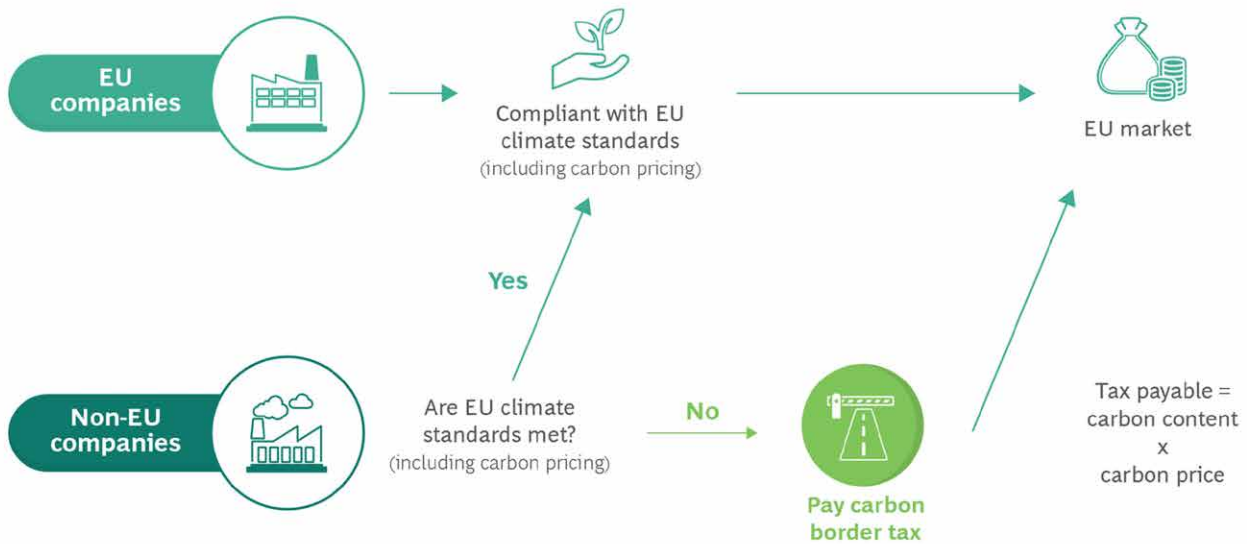 EU
companies
Compliant with EU
climate standards
(including carbon pricing)
EU market
Yes
Non-EU
companies
Are EU climate
standards met?
(including carbon pricing)
No
Pay carbon
border tax
Tax payable =
carbon content
x
carbon price